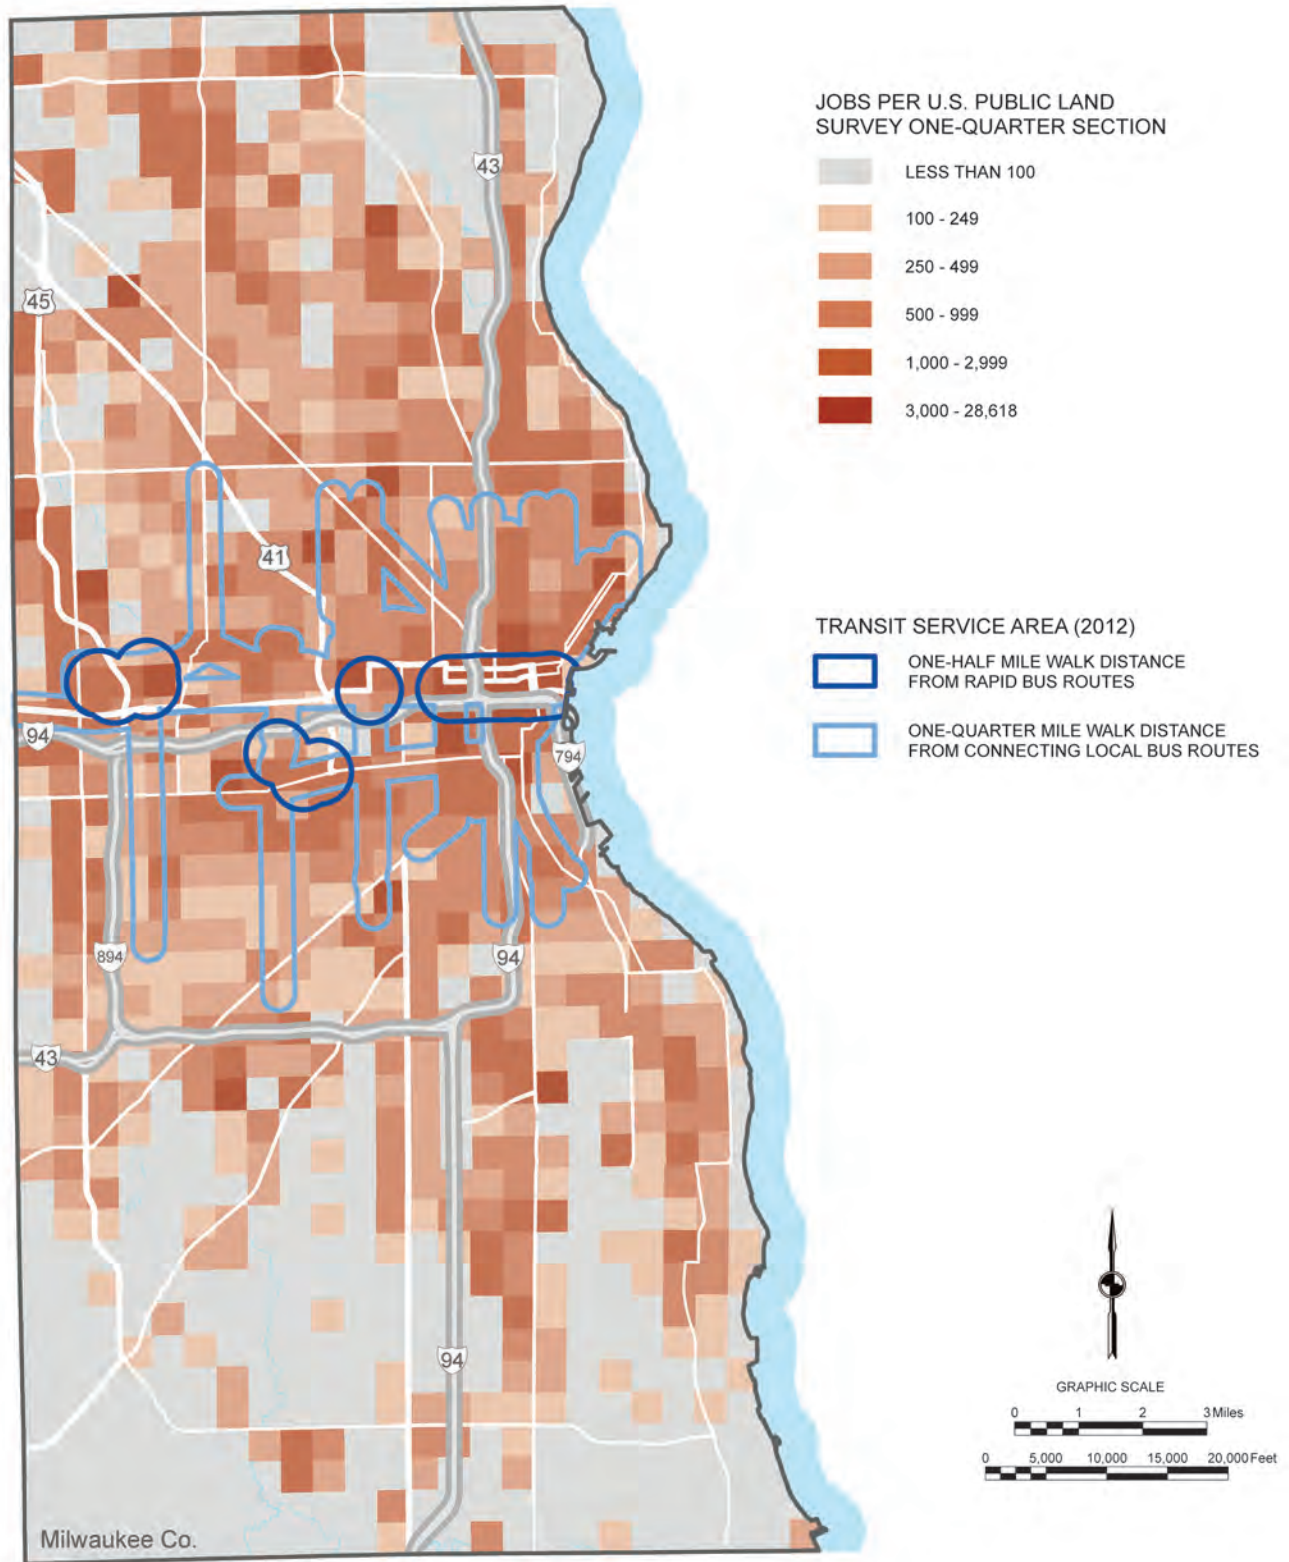 JOBS PER U.S. PUBLIC LAND
SURVEY ONE-QUARTER SECTION
LESS THAN 100
100 - 249
250 - 499
500 - 999
1,000 - 2,999
3,000 - 28,618
TRANSIT SERVICE AREA (2012)
ONE-HALF MILE WALK DISTANCE
FROM RAPID BUS ROUTES
ONE-QUARTER MILE WALK DISTANCE
FROM CONNECTING LOCAL BUS ROUTES
43
45
41
94
794
894
94
43
94
GRAPHIC SCALE
0 1 2 3 Miles
0 5,000 10,000 15,000 20,000 Feet
Milwaukee Co.